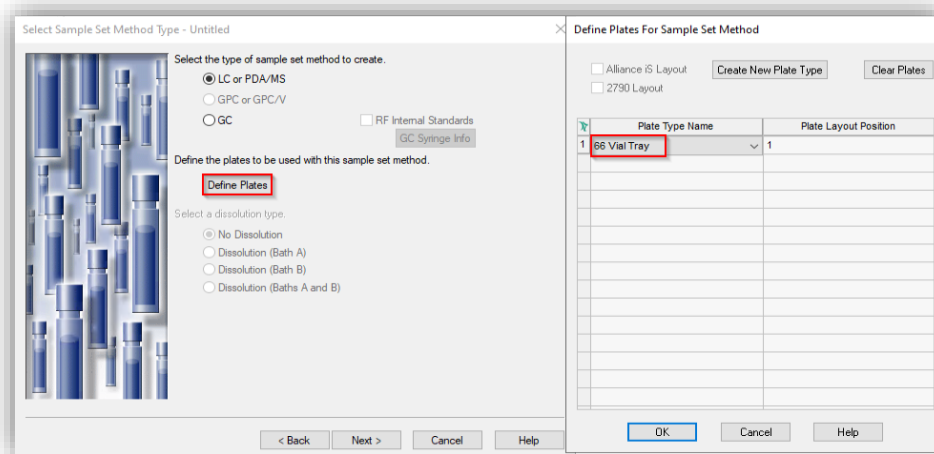 Select Sample Set Method Type - Untitled
Select the type of sample set method to create.
LC or PDA/MS
GPC or GPC/V
GC
RF Internal Standards
GC Syringe Info
Define the plates to be used with this sample set method.
Define Plates
Select a dissolution type.
No Dissolution
Dissolution (Bath A)
Dissolution (Bath B)
Dissolution (Baths A and B)
< Back Next > Cancel Help
Define Plates For Sample Set Method
Alliance iS Layout Create New Plate Type Clear Plates
2790 Layout
Plate Type Name Plate Layout Position
1 66 Vial Tray 1
OK Cancel Help